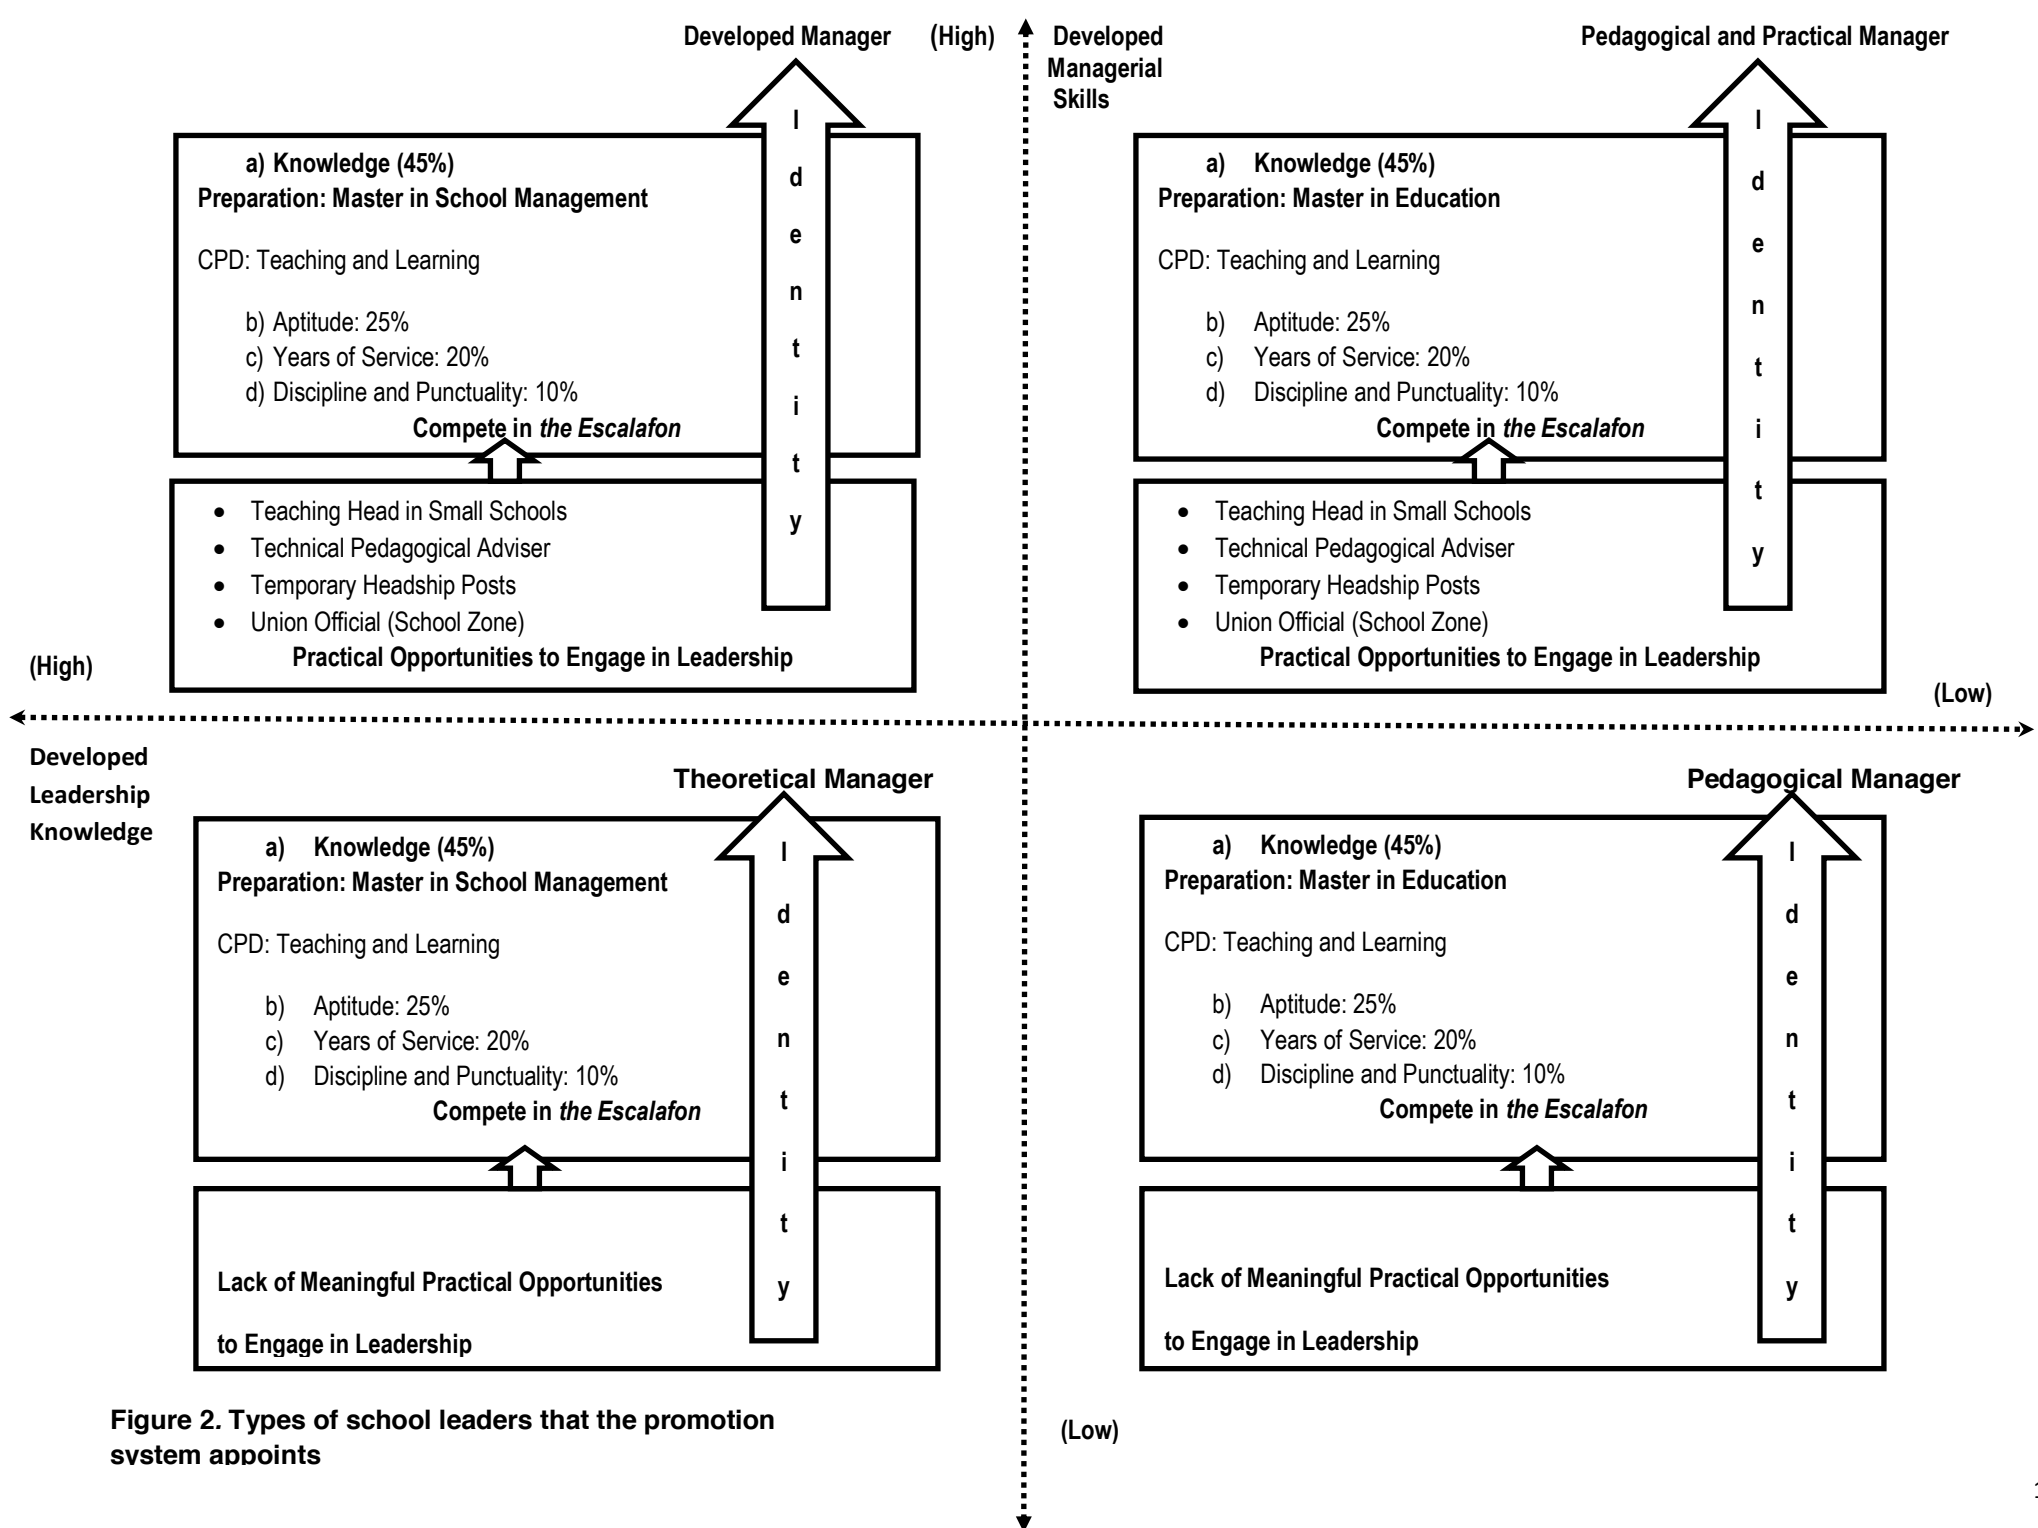 Developed Manager
(High)
Developed
Managerial
Skills
Pedagogical and Practical Manager
a) Knowledge (45%)
Preparation: Master in School Management
CPD: Teaching and Learning
b) Aptitude: 25%
c) Years of Service: 20%
d) Discipline and Punctuality: 10%
Compete in the Escalafon
Identity
• Teaching Head in Small Schools
• Technical Pedagogical Adviser
• Temporary Headship Posts
• Union Official (School Zone)
Practical Opportunities to Engage in Leadership
a) Knowledge (45%)
Preparation: Master in Education
CPD: Teaching and Learning
b) Aptitude: 25%
c) Years of Service: 20%
d) Discipline and Punctuality: 10%
Compete in the Escalafon
Identity
• Teaching Head in Small Schools
• Technical Pedagogical Adviser
• Temporary Headship Posts
• Union Official (School Zone)
Practical Opportunities to Engage in Leadership
(High)
(Low)
Developed
Leadership
Knowledge
Theoretical Manager
a) Knowledge (45%)
Preparation: Master in School Management
CPD: Teaching and Learning
b) Aptitude: 25%
c) Years of Service: 20%
d) Discipline and Punctuality: 10%
Compete in the Escalafon
Identity
Lack of Meaningful Practical Opportunities
to Engage in Leadership
Pedagogical Manager
a) Knowledge (45%)
Preparation: Master in Education
CPD: Teaching and Learning
b) Aptitude: 25%
c) Years of Service: 20%
d) Discipline and Punctuality: 10%
Compete in the Escalafon
Identity
Lack of Meaningful Practical Opportunities
to Engage in Leadership
Figure 2. Types of school leaders that the promotion
system appoints
(Low)